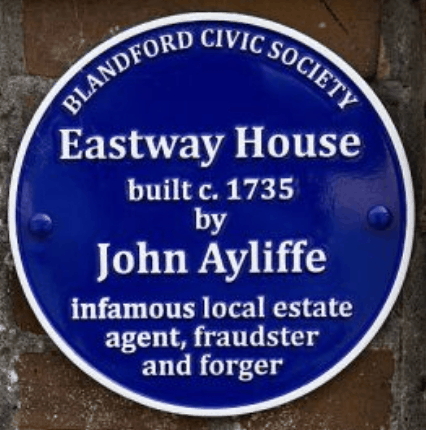 BLANDFORD CIVIC SOCIETY
Eastway House
built c. 1735
by
John Ayliffe
infamous local estate
agent, fraudster
and forger